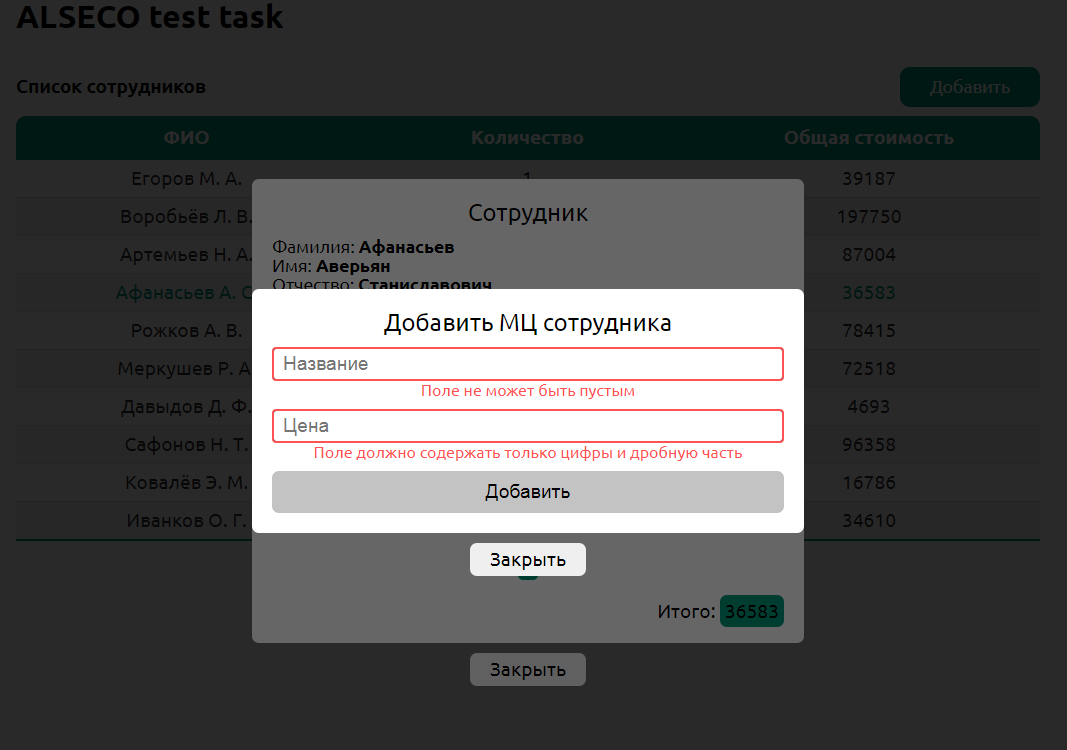 ALSECO test task
Список сотрудников
Добавить
ФИО Количество Общая стоимость
Егоров М. А. 1 39187
Воробьёв Л. В. 197750
Артемьев Н. А. 87004
Афанасьев А. С 36583
Рожков А. В. 78415
Меркушев Р. А 72518
Давыдов Д. Ф. 4693
Сафонов Н. Т. 96358
Ковалёв Э. М. 16786
Иванков О. Г. 34610
Сотрудник
Фамилия: Афанасьев
Имя: Аверьян
Отчество: Станиславович
Добавить МЦ сотрудника
Название
Поле не может быть пустым
Цена
Поле должно содержать только цифры и дробную часть
Добавить
Закрыть
Итого: 36583
Закрыть